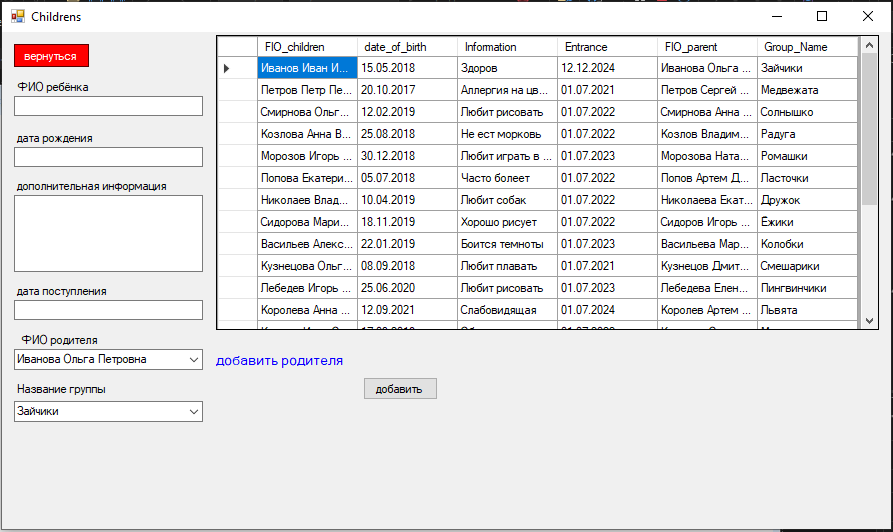 Childrens
вернуться
ФИО ребёнка
дата рождения
дополнительная информация
дата поступления
ФИО родителя
Иванова Ольга Петровна
Название группы
Зайчики
FIO_children date_of_birth Information Entrance FIO_parent Group_Name
Иванов Иван И... 15.05.2018 Здоров 12.12.2024 Иванова Ольга ... Зайчики
Петров Петр Пе... 20.10.2017 Аллергия на цв... 01.07.2021 Петров Сергей ... Медвежата
Смирнова Ольг... 12.02.2019 Любит рисовать 01.07.2022 Смирнова Анна ... Солнышко
Козлова Анна В... 25.08.2018 Не ест морковь 01.07.2022 Козлов Владим... Радуга
Морозов Игорь ... 30.12.2018 Любит играть в ... 01.07.2023 Морозова Ната... Ромашки
Попова Екатери... 05.07.2018 Часто болеет 01.07.2022 Попов Артем Д... Ласточки
Николаев Влад... 10.04.2019 Любит собак 01.07.2022 Николаева Екат... Дружок
Сидорова Мари... 18.11.2019 Хорошо рисует 01.07.2022 Сидоров Игорь ... Ёжики
Васильев Алекс... 22.01.2019 Боится темноты 01.07.2023 Васильева Мар... Колобки
Кузнецова Ольг... 08.09.2018 Любит плавать 01.07.2021 Кузнецов Дмит... Смешарики
Лебедев Игорь ... 25.06.2020 Любит рисовать 01.07.2023 Лебедева Елен... Пингвинчики
Королева Анна ... 12.09.2021 Слабовидящая 01.07.2024 Королев Артем ... Львята
добавить родителя
добавить